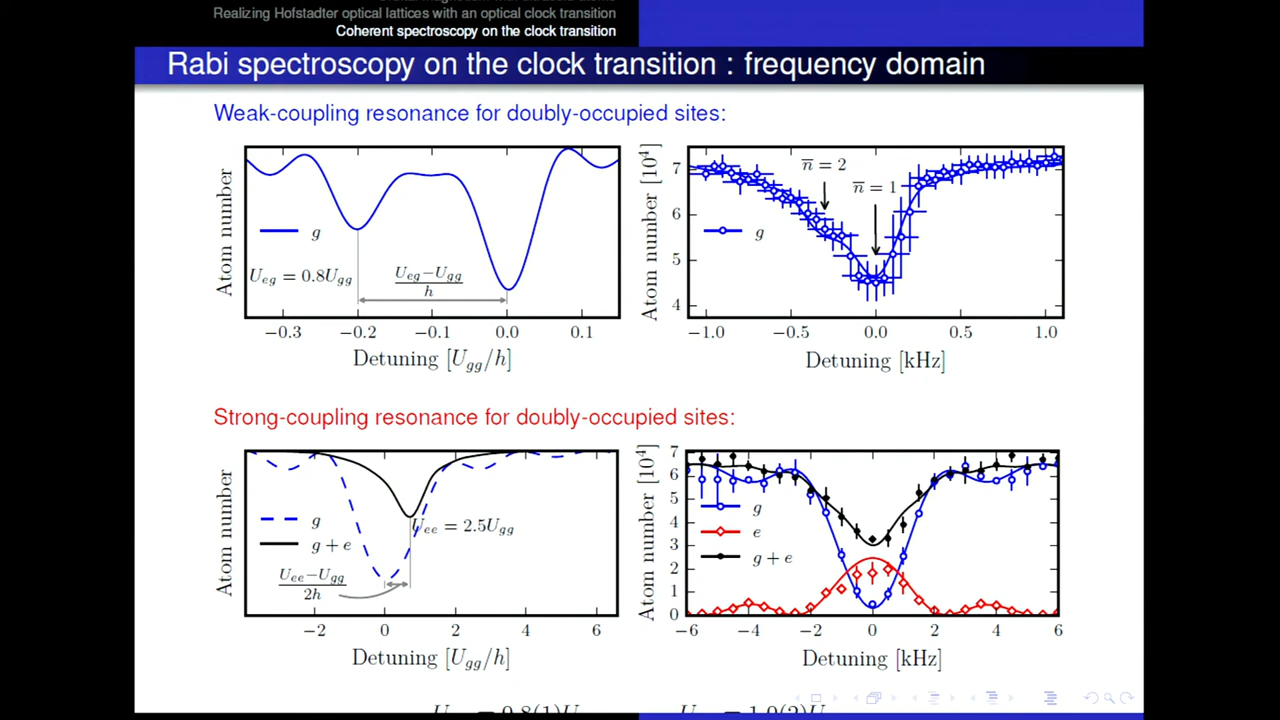 Realizing Hofstadter optical lattices with an optical clock transition
Coherent spectroscopy on the clock transition
Rabi spectroscopy on the clock transition : frequency domain
Weak-coupling resonance for doubly-occupied sites:
Atom number
g
U_eg = 0.8U_gg
U_eg−U_gg
h
−0.3 −0.2 −0.1 0.0 0.1
Detuning [U_gg/h]
Atom number [10^4]
7
6
5
4
n̅ = 2
n̅ = 1
g
−1.0 −0.5 0.0 0.5 1.0
Detuning [kHz]
Strong-coupling resonance for doubly-occupied sites:
Atom number
g
g + e
U_ee = 2.5U_gg
U_ee−U_gg
2h
−2 0 2 4 6
Detuning [U_gg/h]
Atom number [10^4]
7
6
5
4
3
2
1
0
g
e
g + e
−6 −4 −2 0 2 4 6
Detuning [kHz]